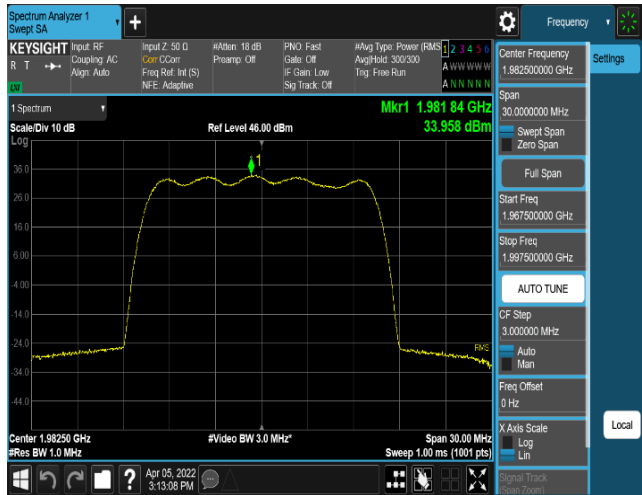 Spectrum Analyzer 1
Swept SA
+
Frequency
KEYSIGHT
R T
Input: RF
Coupling: AC
Align: Auto
Input Z: 50 Ω
Corr CCorr
Freq Ref: Int (S)
NFE: Adaptive
#Atten: 18 dB
Preamp: Off
PNO: Fast
Gate: Off
IF Gain: Low
Sig Track: Off
#Avg Type: Power (RMS
Avg|Hold: 300/300
Trig: Free Run
1 2 3 4 5 6
A W W W W W
A N N N N N
1 Spectrum
Scale/Div 10 dB
Log
Ref Level 46.00 dBm
Mkr1 1.981 84 GHz
33.958 dBm
1
36.0
26.0
16.0
6.00
-4.00
-14.0
-24.0
-34.0
-44.0
RMS
Center 1.98250 GHz
#Res BW 1.0 MHz
#Video BW 3.0 MHz*
Span 30.00 MHz
Sweep 1.00 ms (1001 pts)
?
Apr 05, 2022
3:13:08 PM
Center Frequency
1.982500000 GHz
Settings
Span
30.0000000 MHz
Swept Span
Zero Span
Full Span
Start Freq
1.967500000 GHz
Stop Freq
1.997500000 GHz
AUTO TUNE
CF Step
3.000000 MHz
Auto
Man
Freq Offset
0 Hz
X Axis Scale
Log
Lin
Local
Signal Track
(Span Zoom)